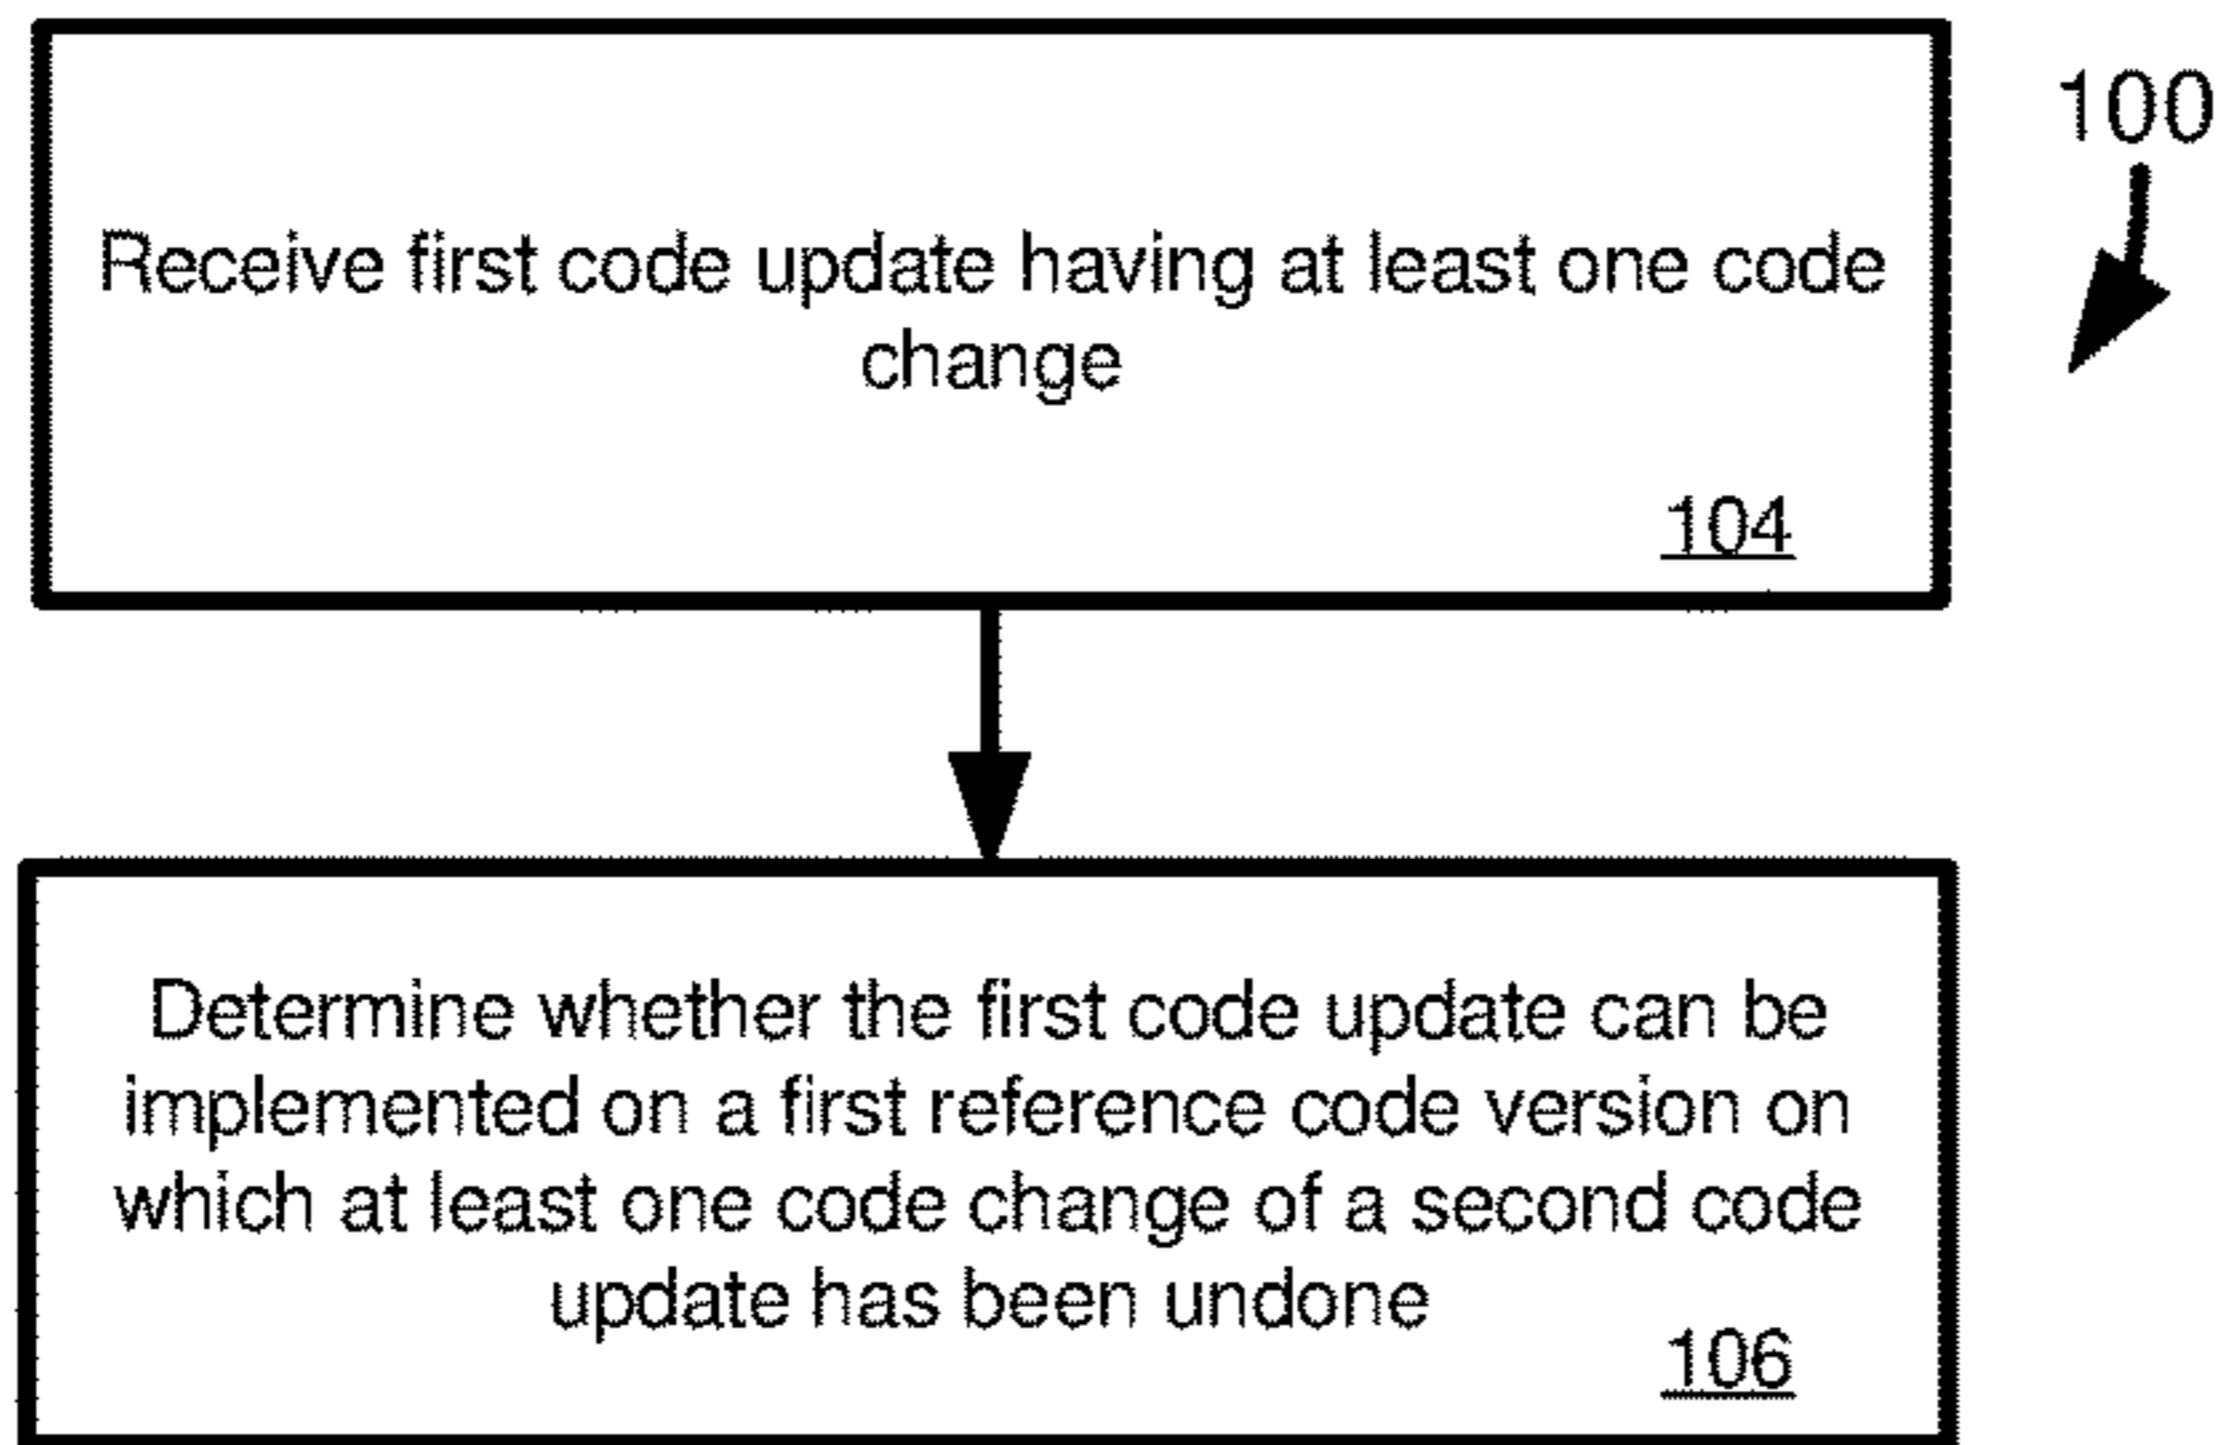 100
Receive first code update having at least one code
change
104
Determine whether the first code update can be
implemented on a first reference code version on
which at least one code change of a second code
update has been undone
106